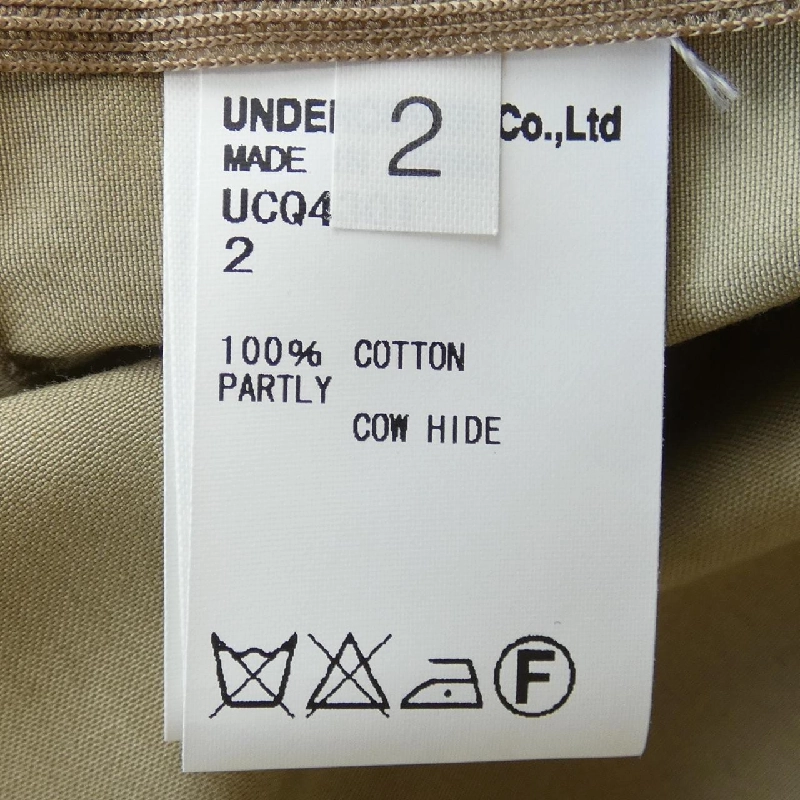 2
UNDE Co.,Ltd
MADE
UCQ4
2
100% COTTON
PARTLY
COW HIDE
F